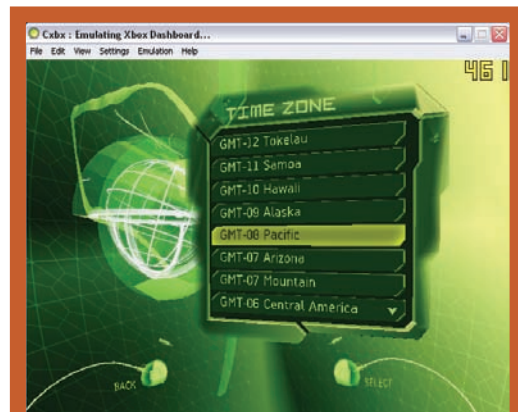 Cxbx : Emulating Xbox Dashboard...
File Edit View Settings Emulation Help
461
TIME ZONE
GMT-12 Tokelau
GMT-11 Samoa
GMT-10 Hawaii
GMT-09 Alaska
GMT-08 Pacific
GMT-07 Arizona
GMT-07 Mountain
GMT-06 Central America
BACK
SELECT